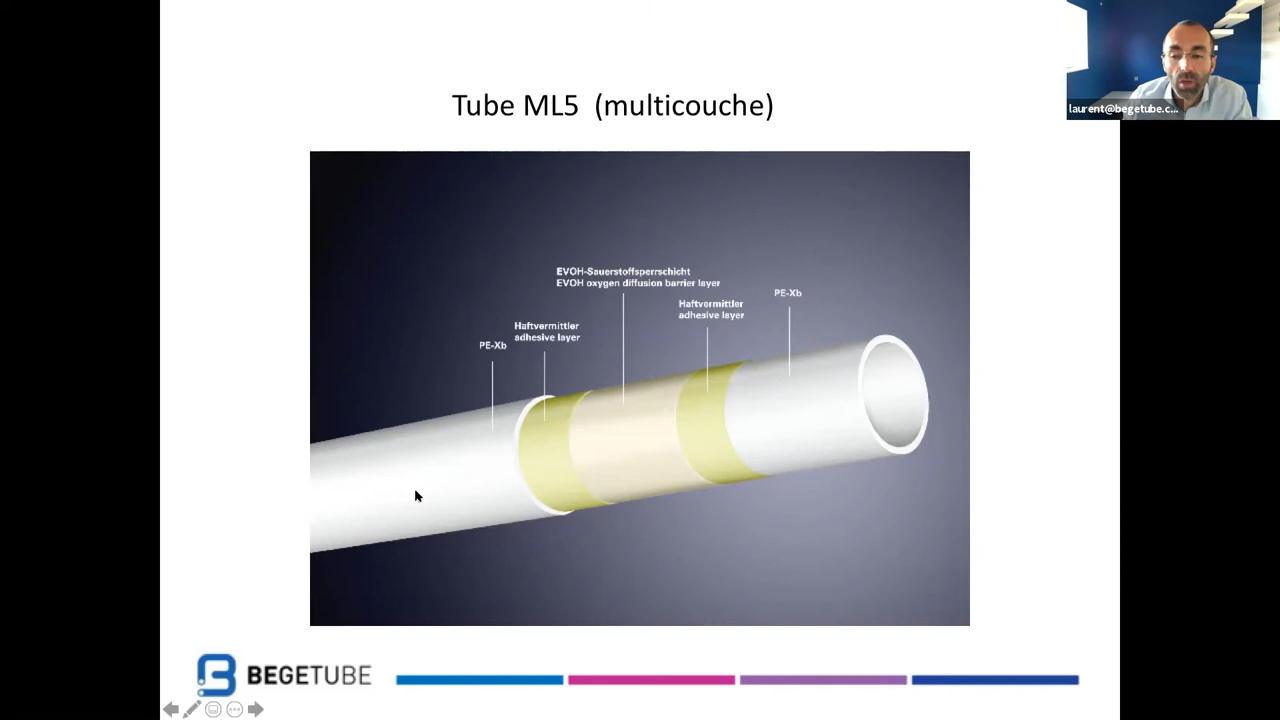 Tube ML5 (multicouche)
laurent@begetube.c...
EVOH-Sauerstoffsperrschicht
EVOH oxygen diffusion barrier layer
PE-Xb
Haftvermittler
adhesive layer
Haftvermittler
adhesive layer
PE-Xb
BEGETUBE